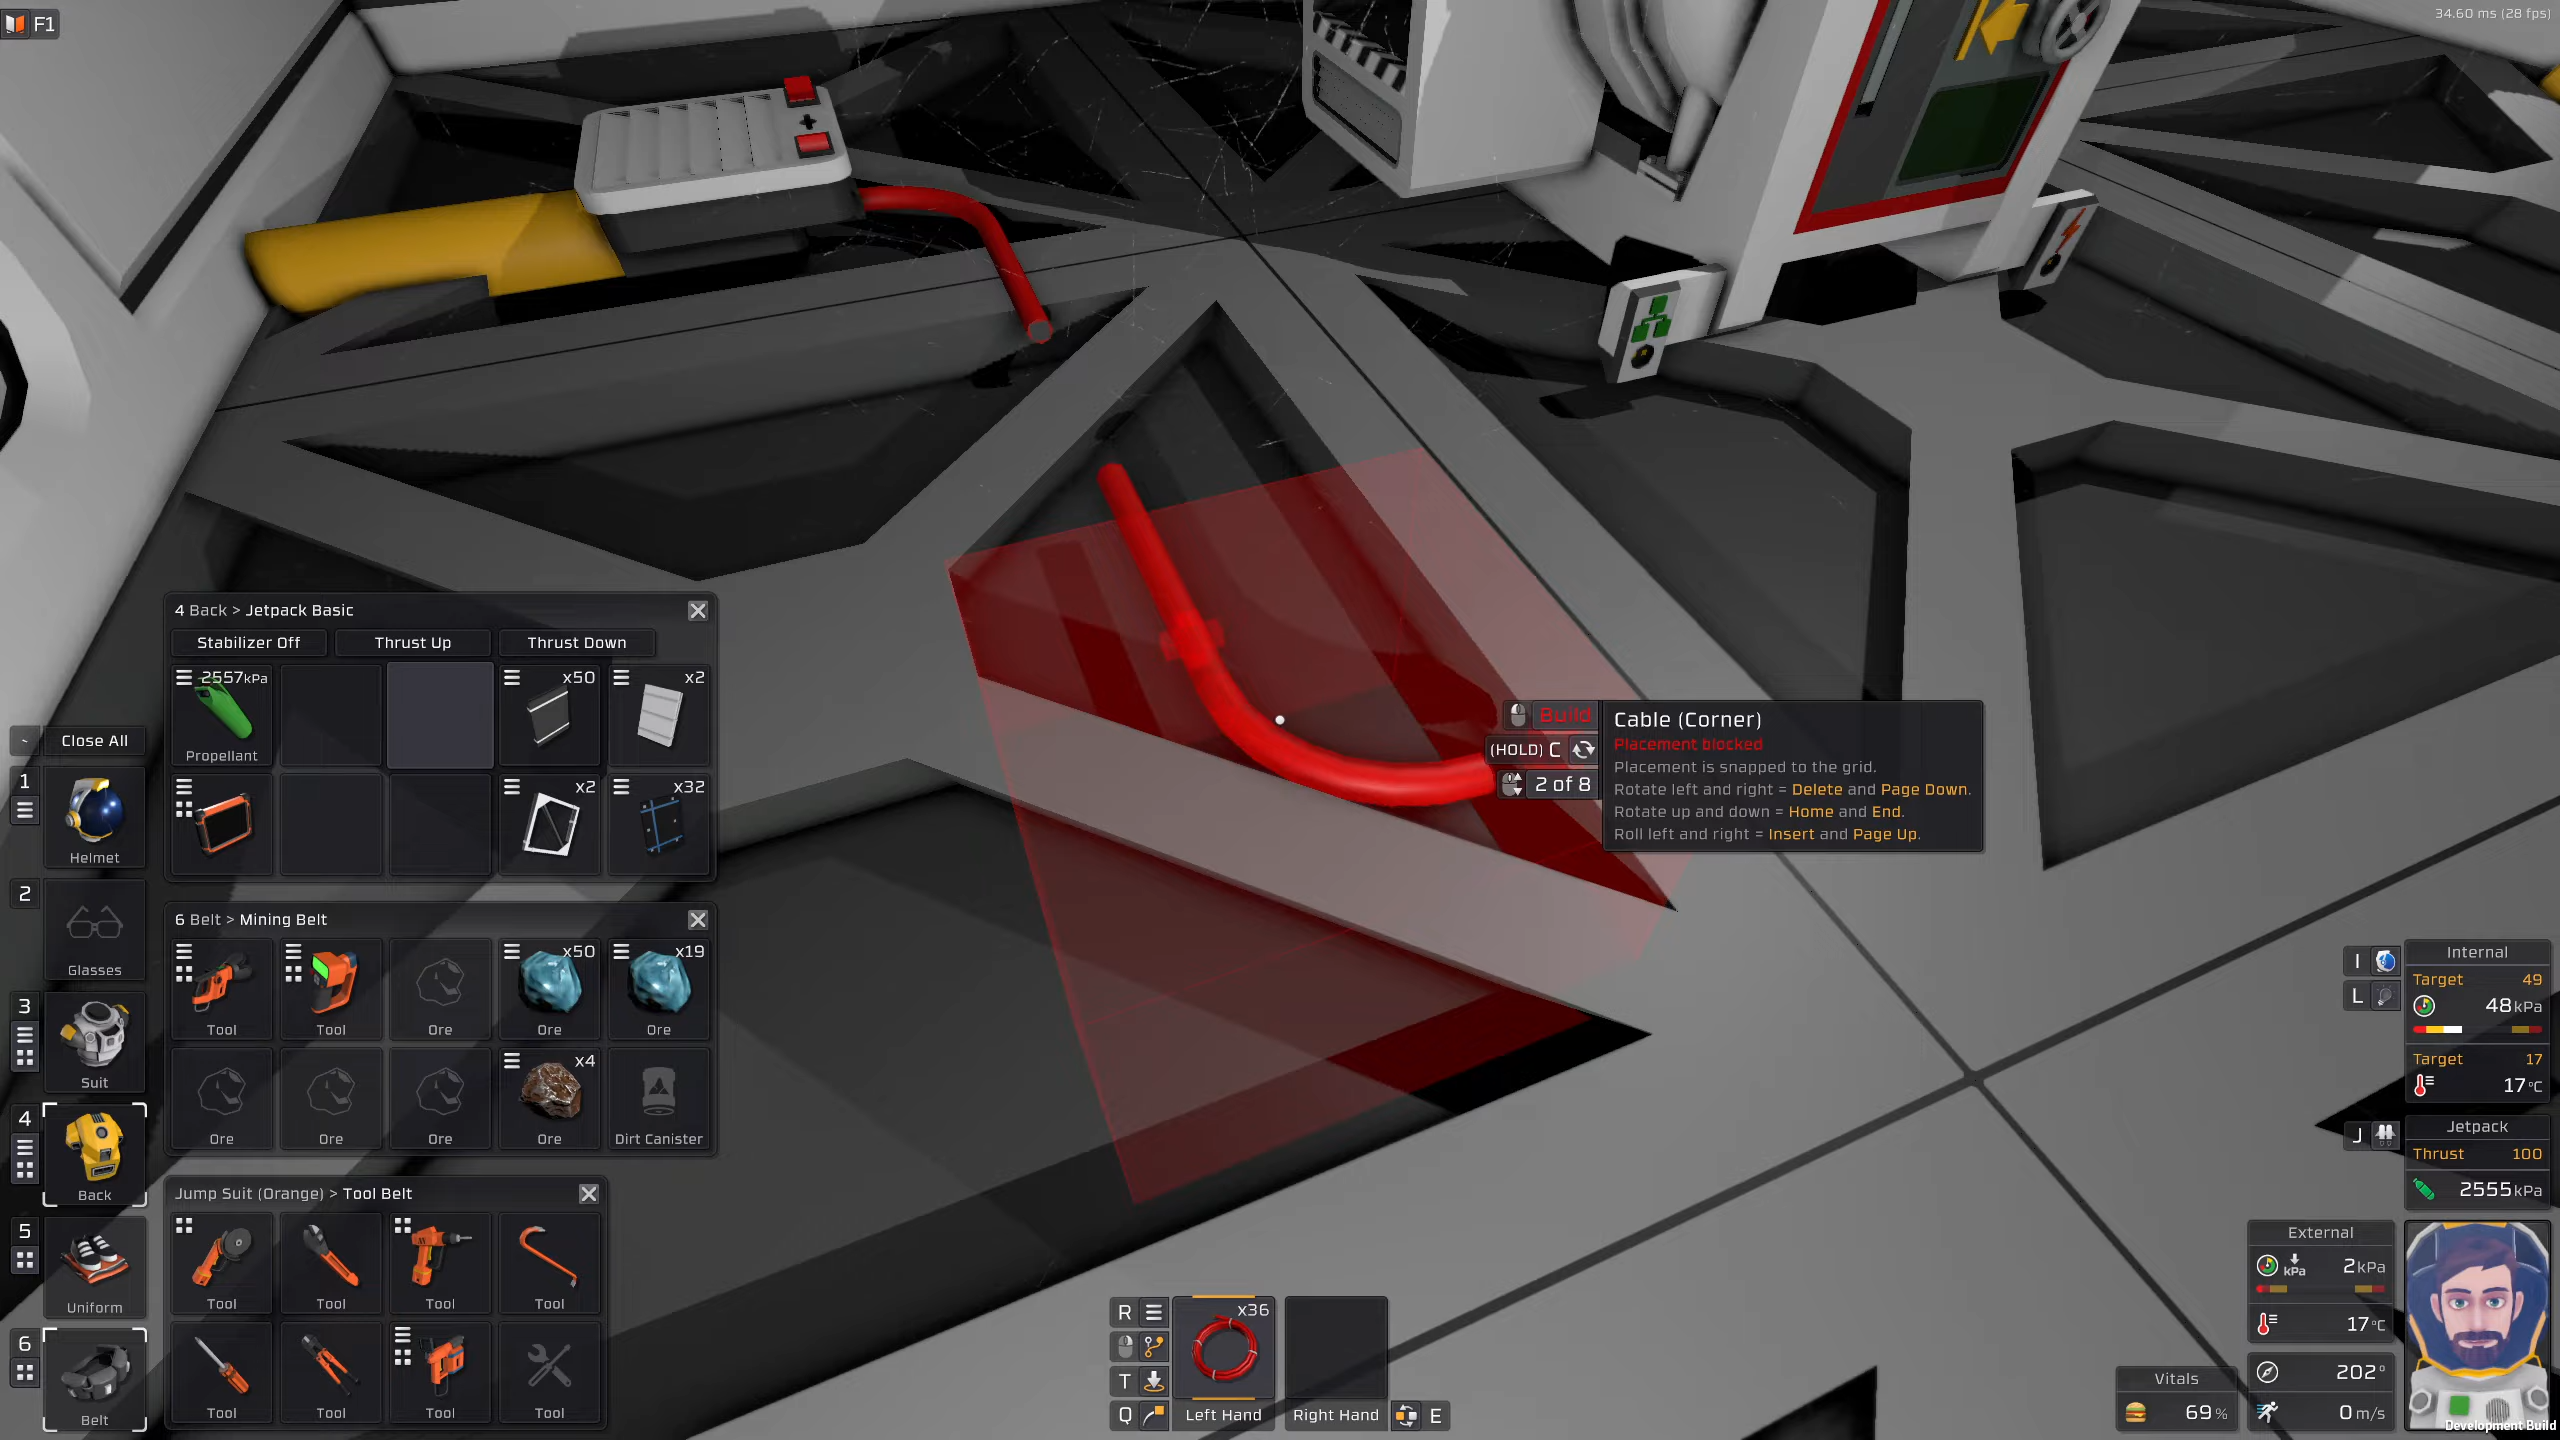 F1
34.60 ms (28 fps)
4 Back > Jetpack Basic
Stabilizer Off
Thrust Up
Thrust Down
2557kPa
Propellant
x50
x2
x2
x32
~ Close All
1
Helmet
2
Glasses
3
Suit
4
Back
5
Uniform
6
Belt
6 Belt > Mining Belt
Tool
Tool
Ore
x50
Ore
x19
Ore
Ore
Ore
Ore
x4
Ore
Dirt Canister
Jump Suit (Orange) > Tool Belt
Tool
Tool
Tool
Tool
Tool
Tool
Tool
Tool
Build
(HOLD) C
2 of 8
Cable (Corner)
Placement blocked
Placement is snapped to the grid.
Rotate left and right = Delete and Page Down.
Rotate up and down = Home and End.
Roll left and right = Insert and Page Up.
R
T
Q
x36
Left Hand
Right Hand
E
I
L
Internal
Target 49
48kPa
Target 17
17°C
J
Jetpack
Thrust 100
2555kPa
External
kPa
2kPa
17°C
Vitals
69%
202°
0m/s
Development Build